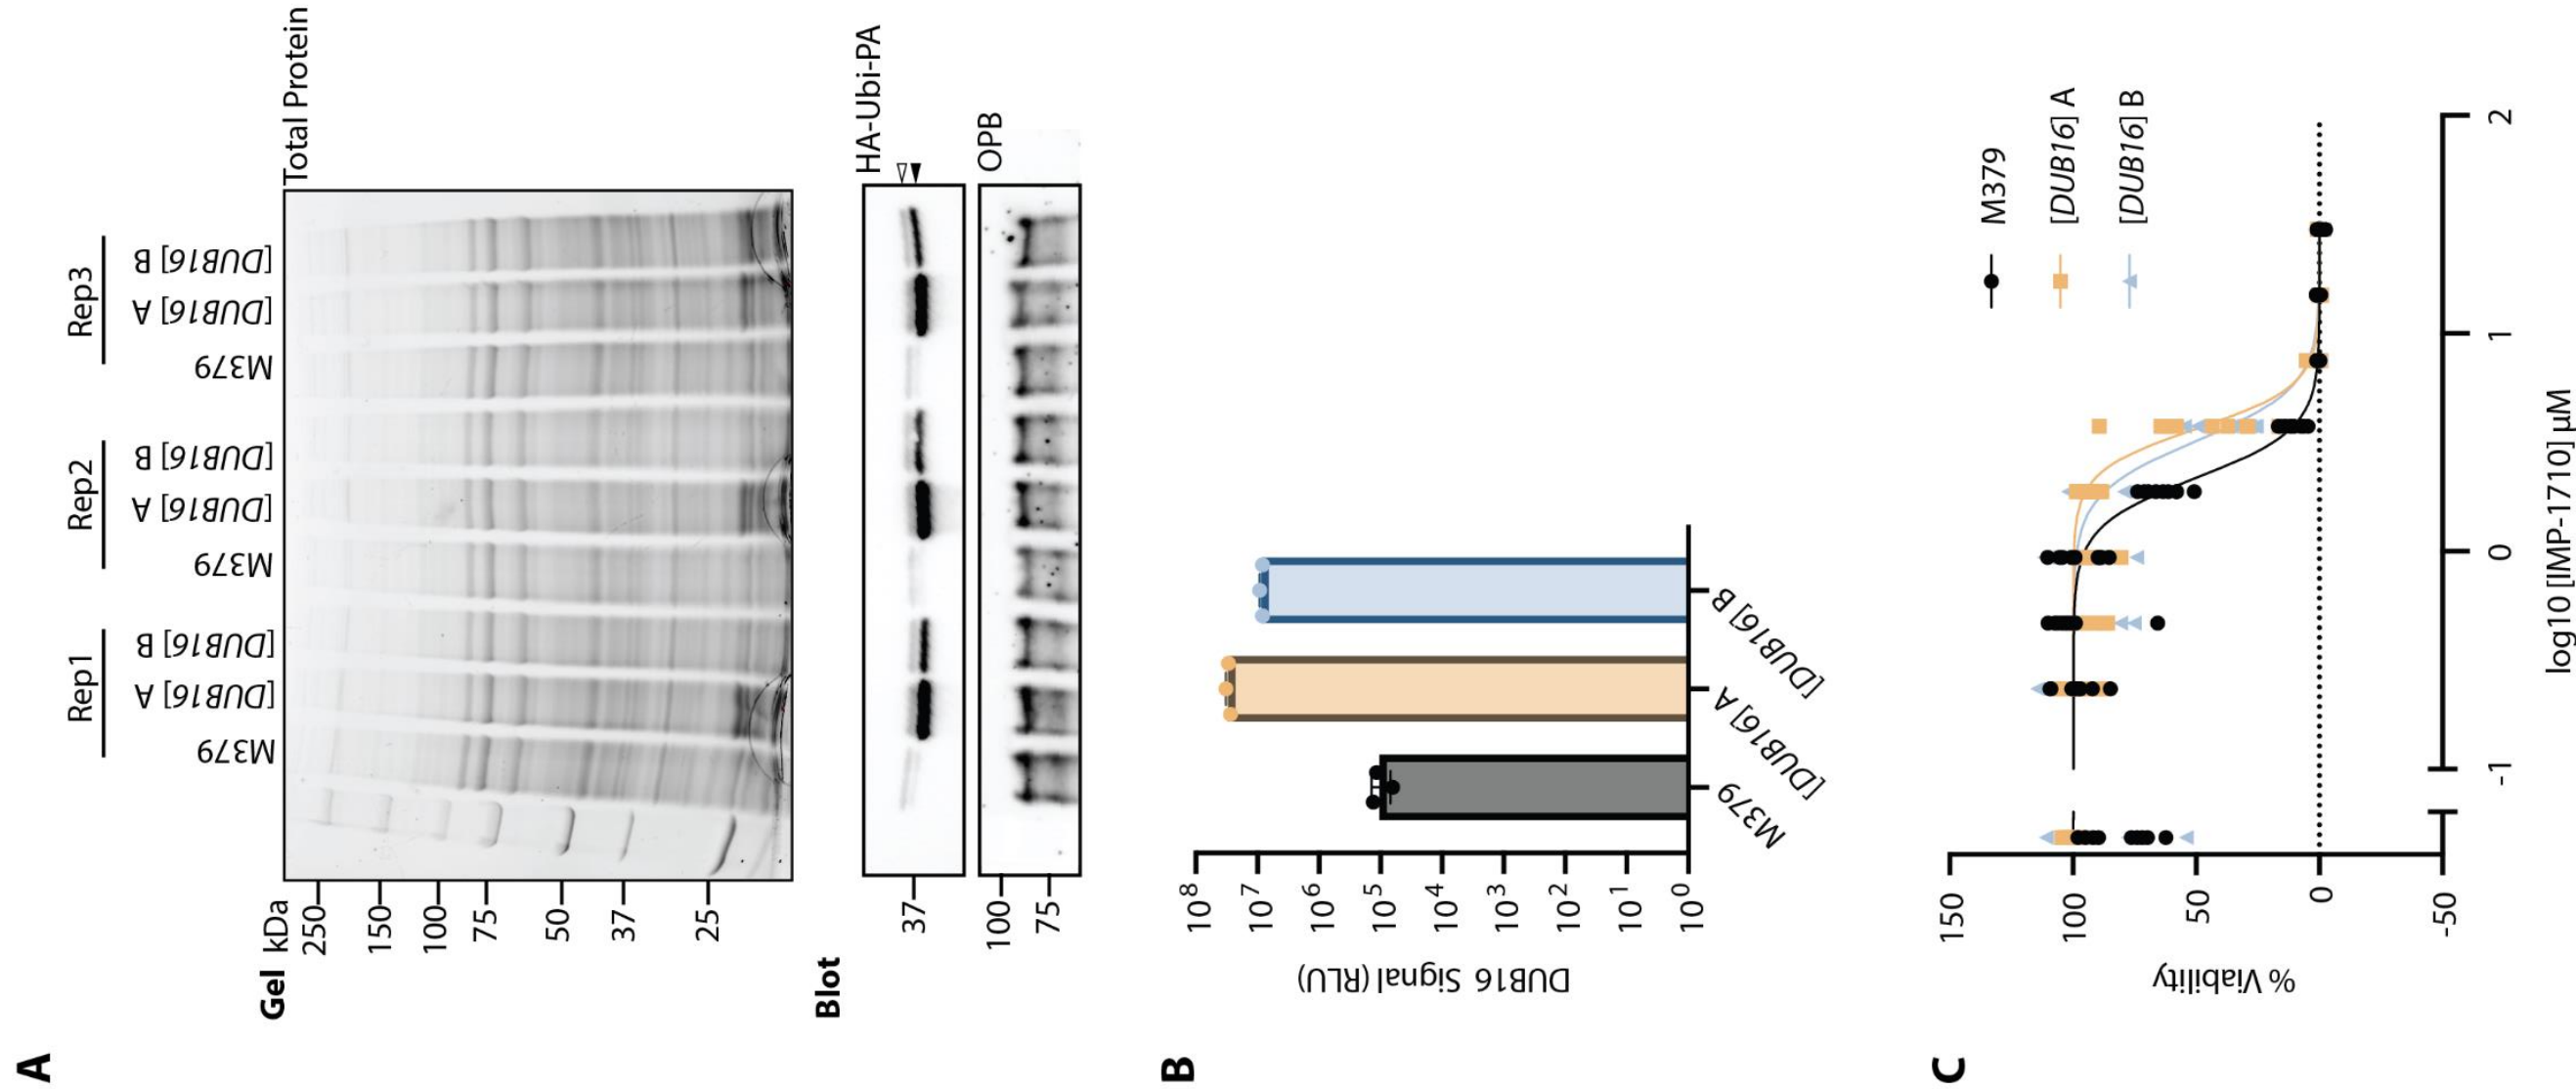 A
Rep1 Rep2 Rep3
M379 [DUB16] A [DUB16] B M379 [DUB16] A [DUB16] B M379 [DUB16] A [DUB16] B
Gel kDa
Total Protein
250
150
100
75
50
37
25
Blot
HA-Ubi-PA
37
OPB
100
75
B
DUB16 Signal (RLU)
10^8
10^7
10^6
10^5
10^4
10^3
10^2
10^1
10^0
M379 [DUB16] A [DUB16] B
C
M379
[DUB16] A
[DUB16] B
% Viability
150
100
50
0
-50
-1 0 1 2
log10 [IMP-1710] µM